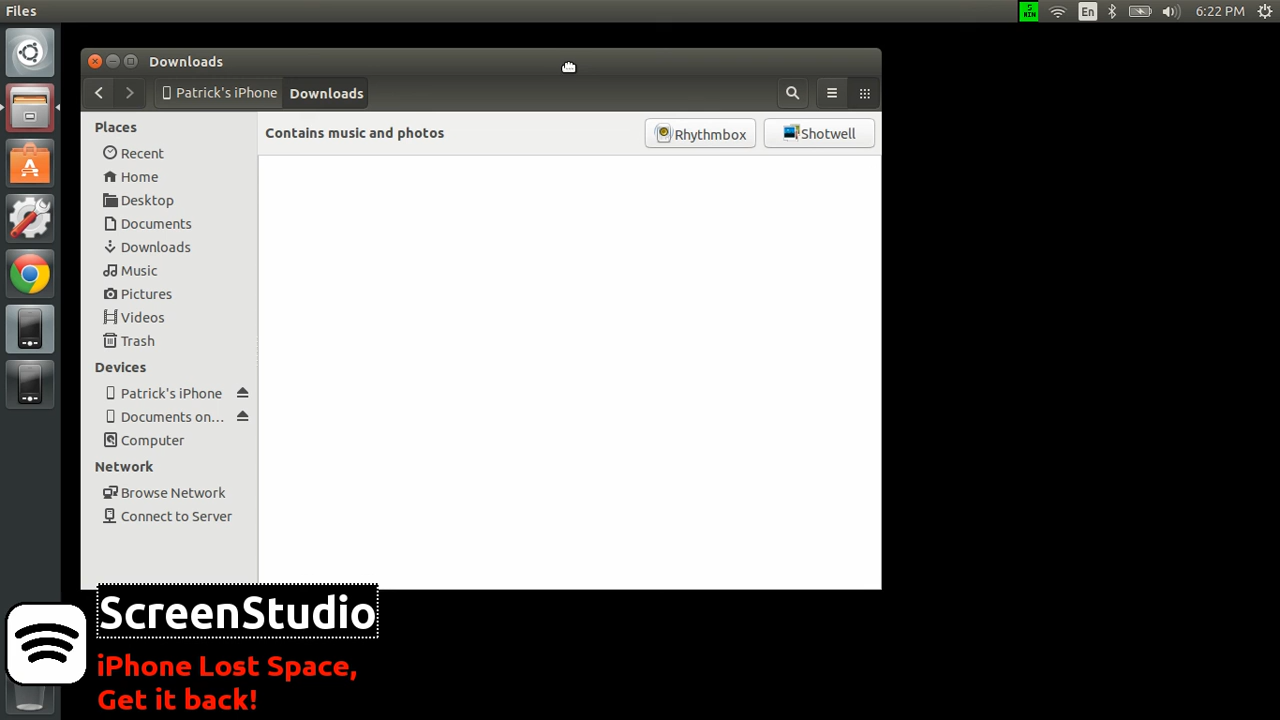 Files
5 MIN
En
6:22 PM
Downloads
Patrick's iPhone
Downloads
Places
Contains music and photos
Rhythmbox
Shotwell
Recent
Home
Desktop
Documents
Downloads
Music
Pictures
Videos
Trash
Devices
Patrick's iPhone
Documents on...
Computer
Network
Browse Network
Connect to Server
ScreenStudio
iPhone Lost Space,
Get it back!